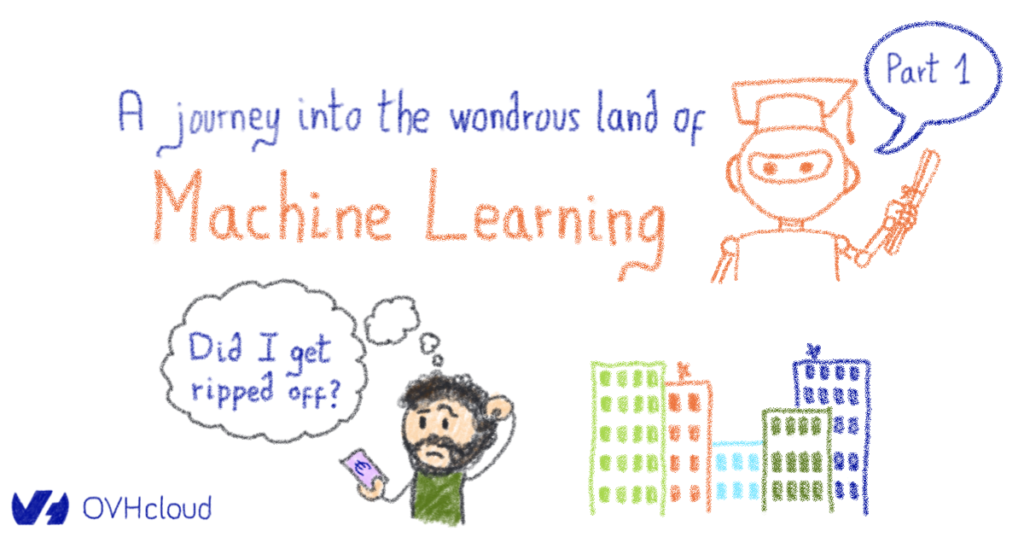 Part 1
A journey into the wondrous land of
Machine Learning
Did I get
ripped off?
€
OVHcloud